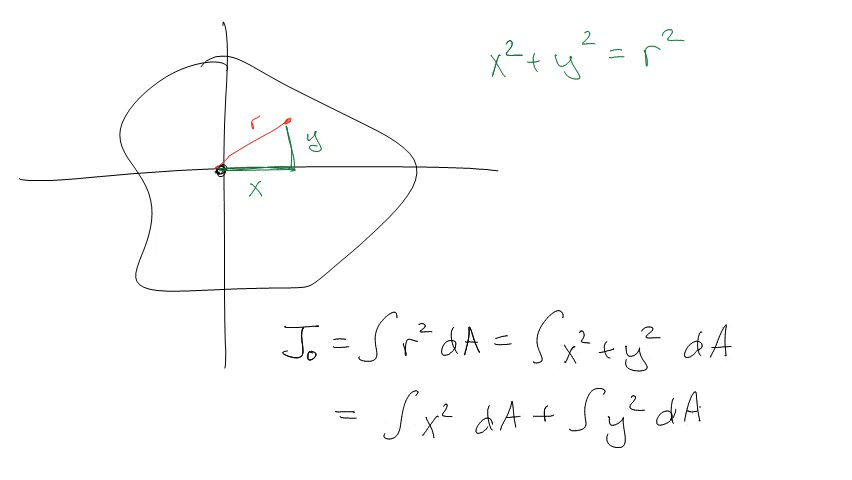 x² + y² = r²
r
y
x
J₀ = ∫ r² dA = ∫ x² + y² dA
= ∫ x² dA + ∫ y² dA